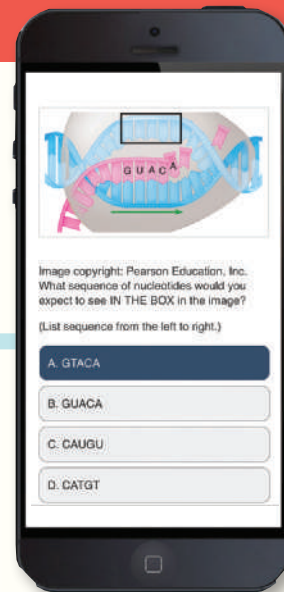 GUACA
Image copyright: Pearson Education, Inc.
What sequence of nucleotides would you
expect to see IN THE BOX in the image?
(List sequence from the left to right.)
A. GTACA
B. GUACA
C. CAUGU
D. CATGT